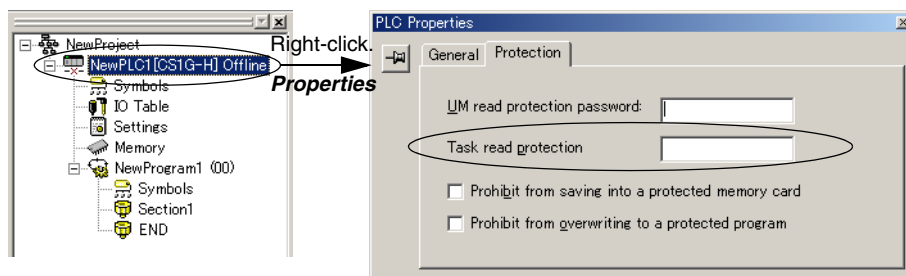 NewProject
NewPLC1[CS1G-H] Offline
Symbols
IO Table
Settings
Memory
NewProgram1 (00)
Symbols
Section1
END
Right-click.
Properties
PLC Properties
General
Protection
UM read protection password:
Task read protection
Prohibit from saving into a protected memory card
Prohibit from overwriting to a protected program